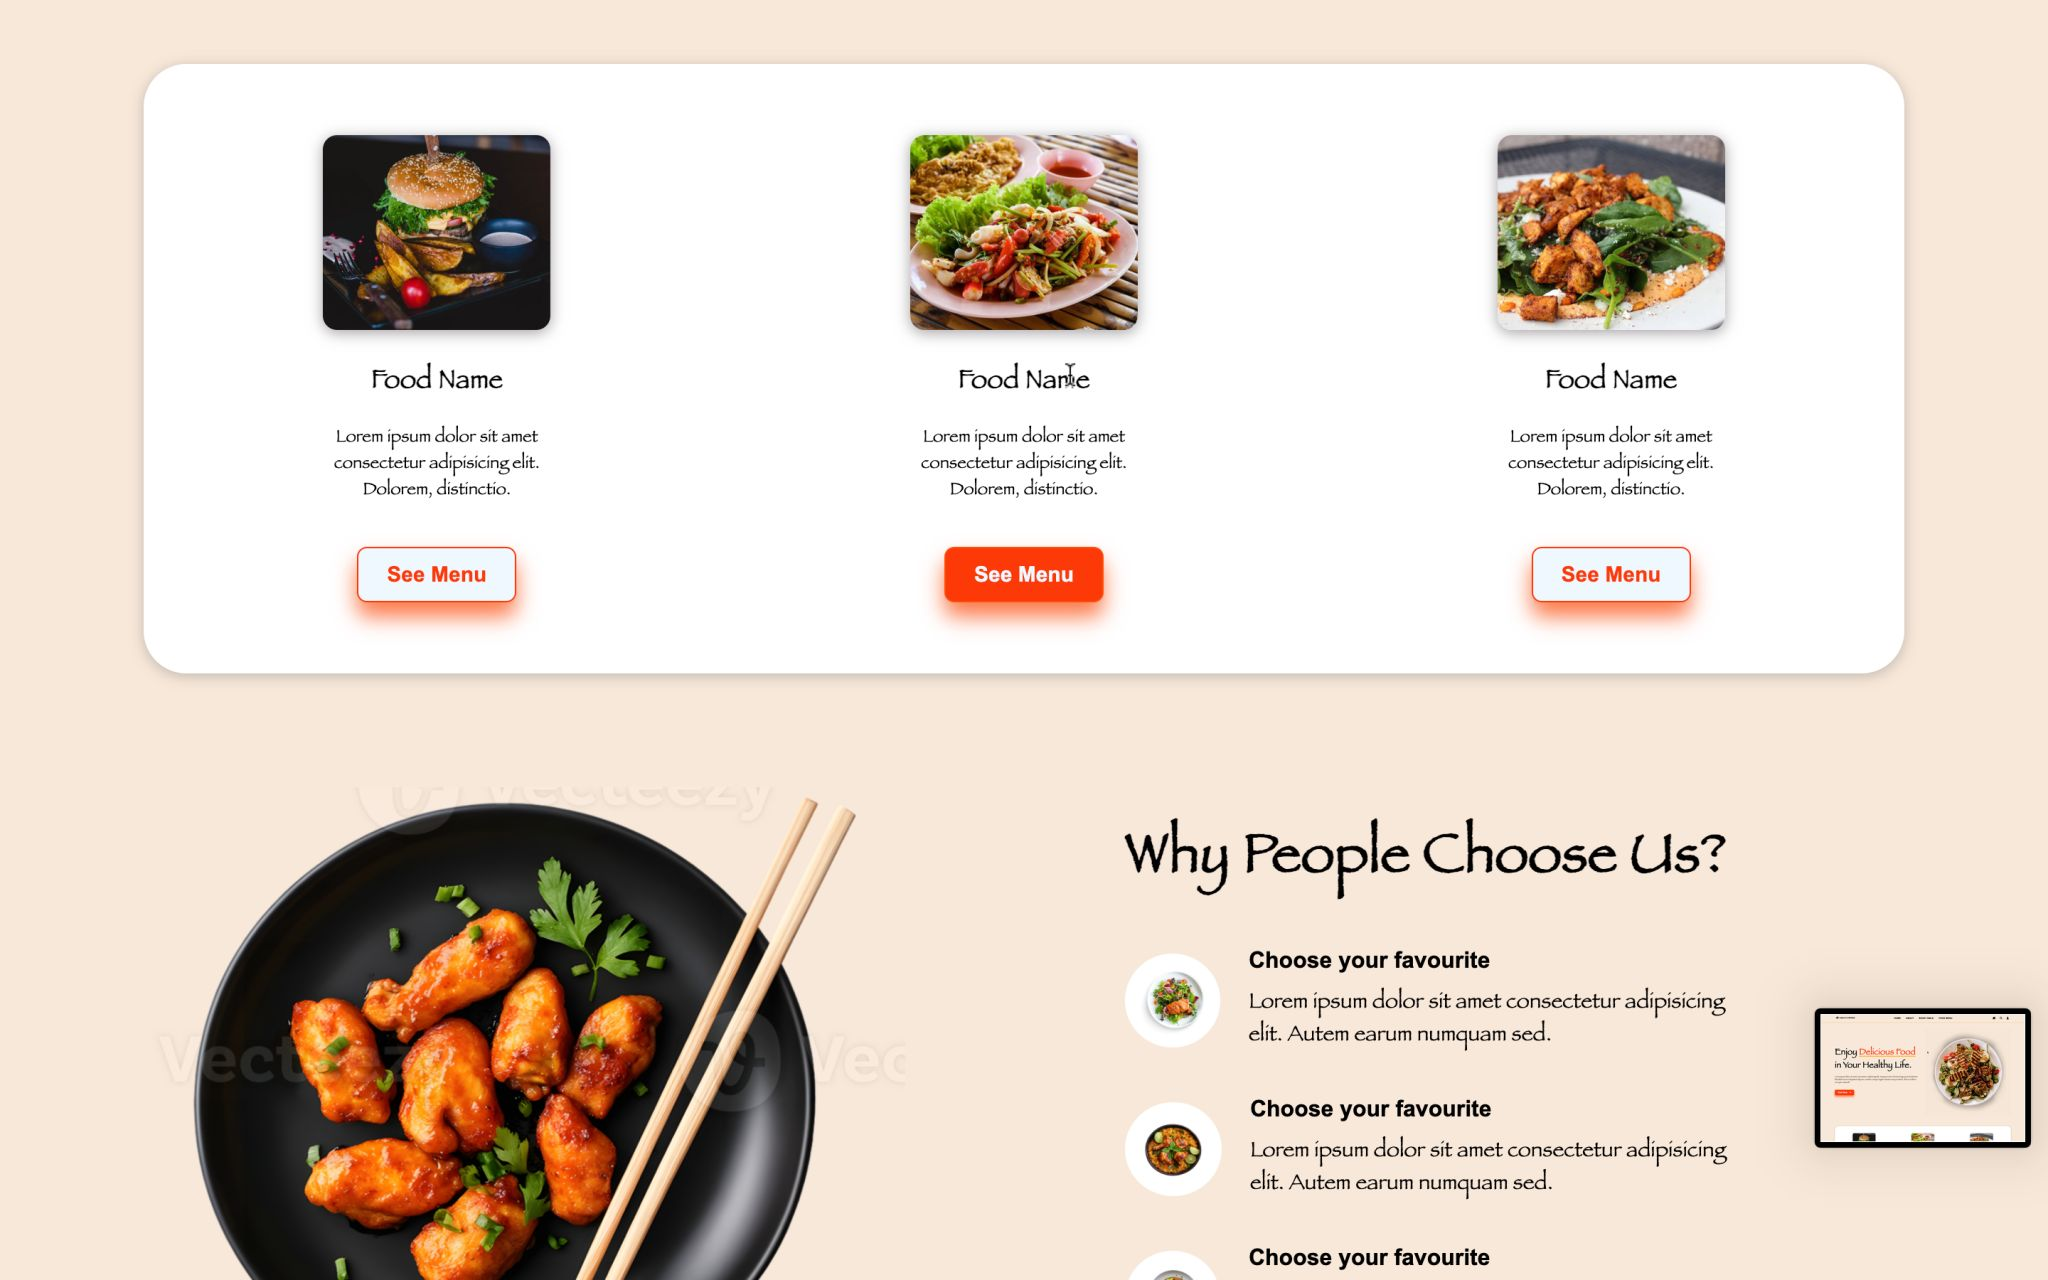 Food Name
Lorem ipsum dolor sit amet
consectetur adipisicing elit.
Dolorem, distinctio.
See Menu
Food Name
Lorem ipsum dolor sit amet
consectetur adipisicing elit.
Dolorem, distinctio.
See Menu
Food Name
Lorem ipsum dolor sit amet
consectetur adipisicing elit.
Dolorem, distinctio.
See Menu
vecteezy
Vecteezy
Vec
Why People Choose Us?
Choose your favourite
Lorem ipsum dolor sit amet consectetur adipisicing
elit. Autem earum numquam sed.
Choose your favourite
Lorem ipsum dolor sit amet consectetur adipisicing
elit. Autem earum numquam sed.
Choose your favourite
Enjoy Delicious Food
in Your Healthy Life.